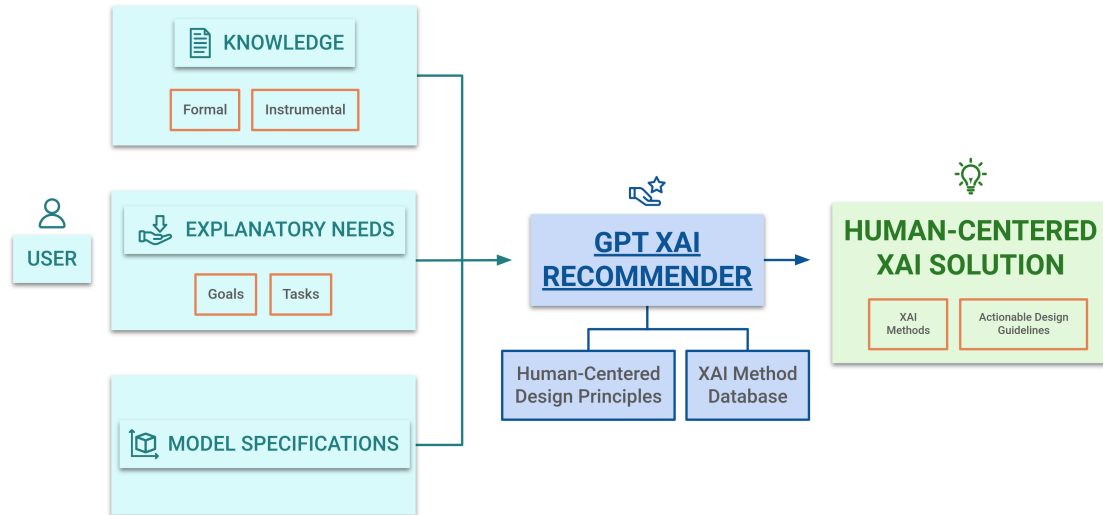 KNOWLEDGE
Formal
Instrumental
USER
EXPLANATORY NEEDS
Goals
Tasks
MODEL SPECIFICATIONS
GPT XAI
RECOMMENDER
Human-Centered
Design Principles
XAI Method
Database
HUMAN-CENTERED
XAI SOLUTION
XAI
Methods
Actionable Design
Guidelines